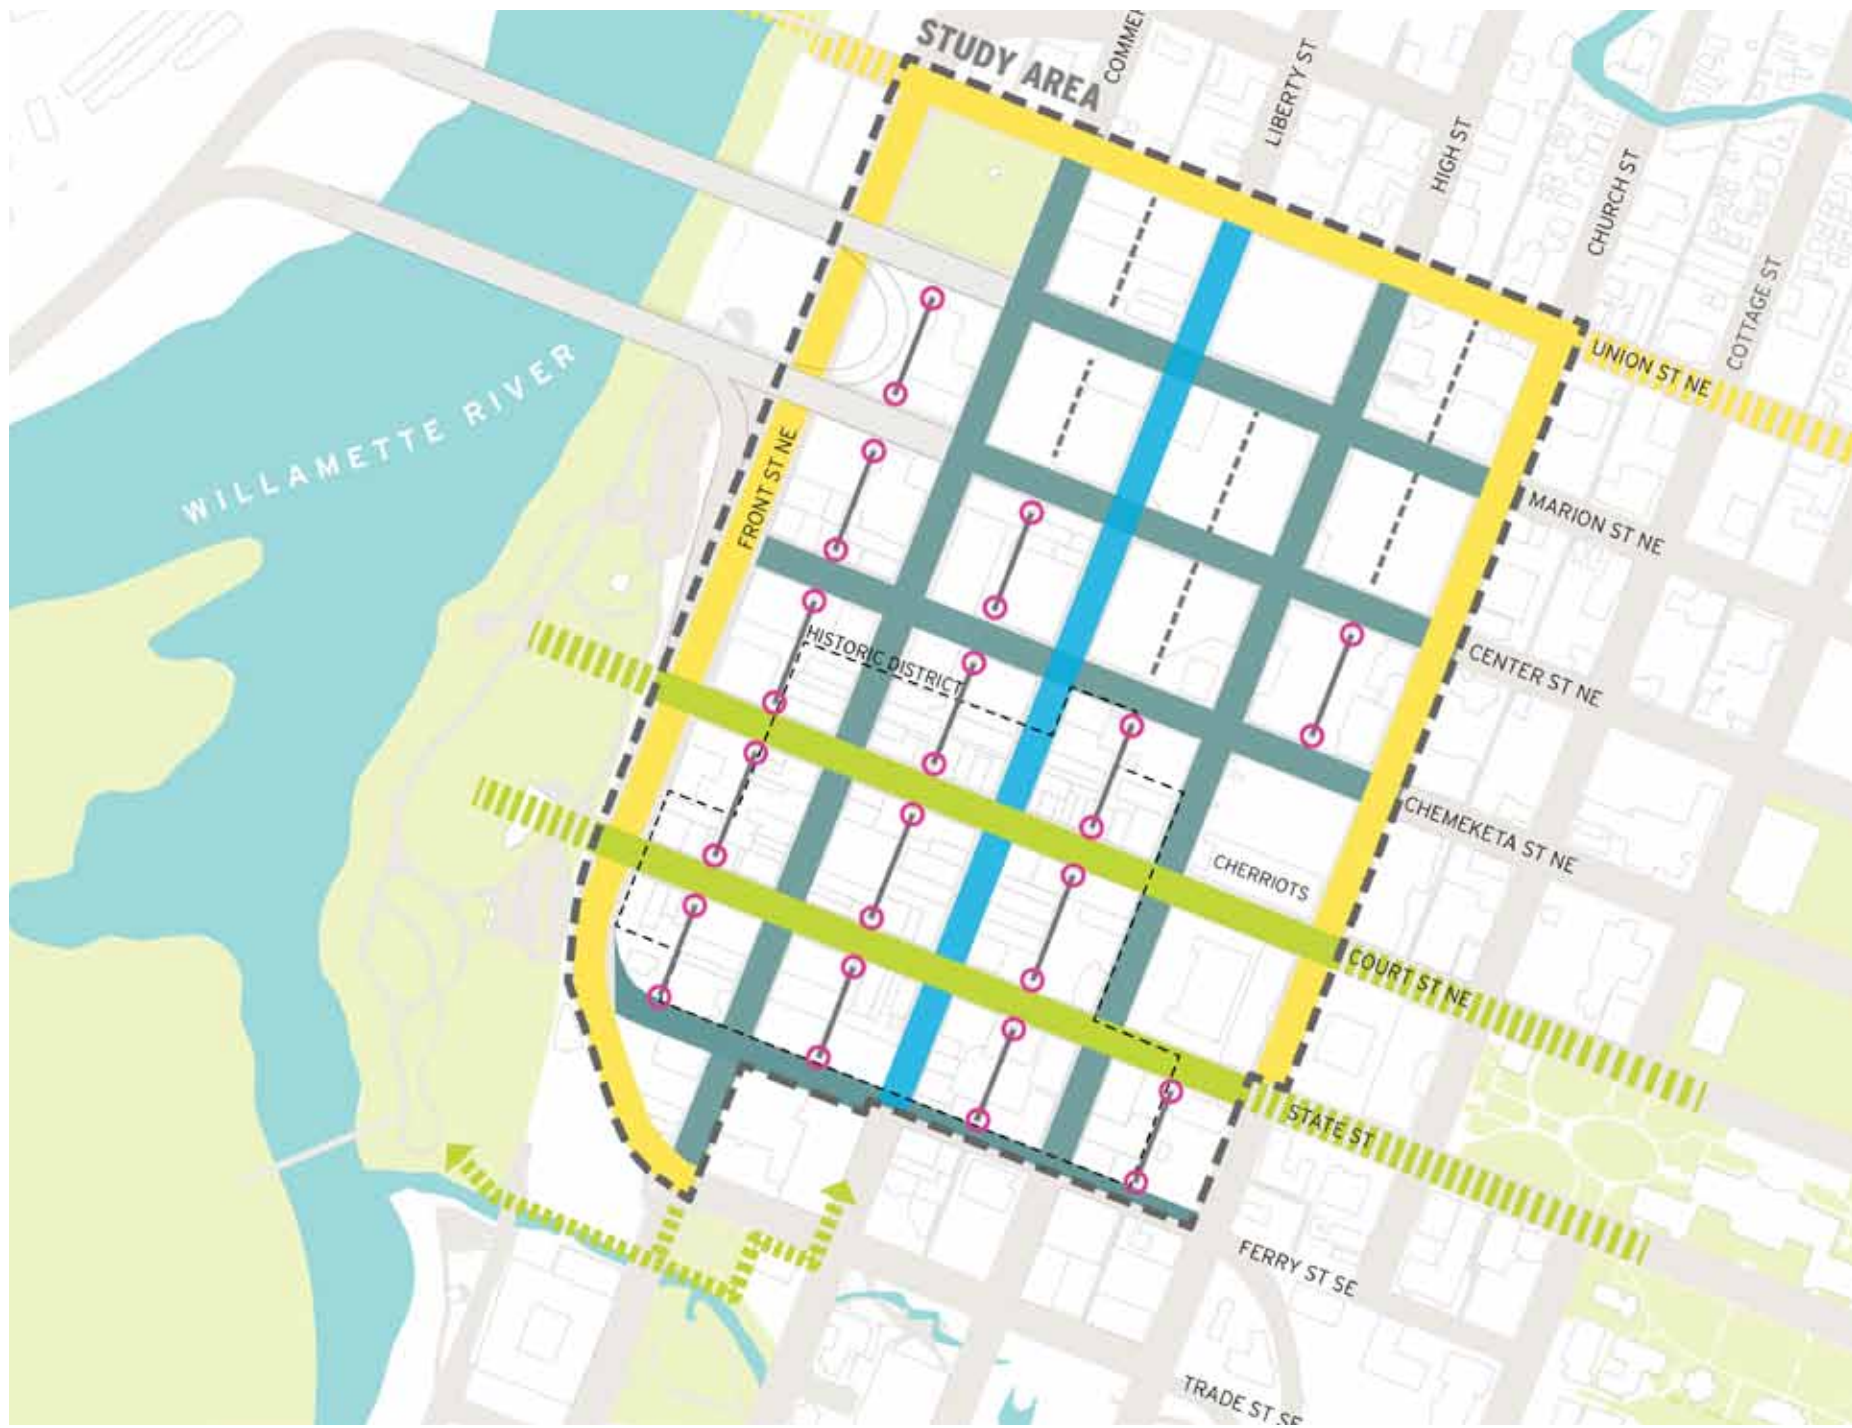 STUDY AREA
COMMER
LIBERTY ST
HIGH ST
CHURCH ST
COTTAGE ST
UNION ST NE
WILLAMETTE RIVER
FRONT ST NE
MARION ST NE
HISTORIC DISTRICT
CENTER ST NE
CHEMEKETA ST NE
CHERRIOTS
COURT ST NE
STATE ST
FERRY ST SE
TRADE ST SE